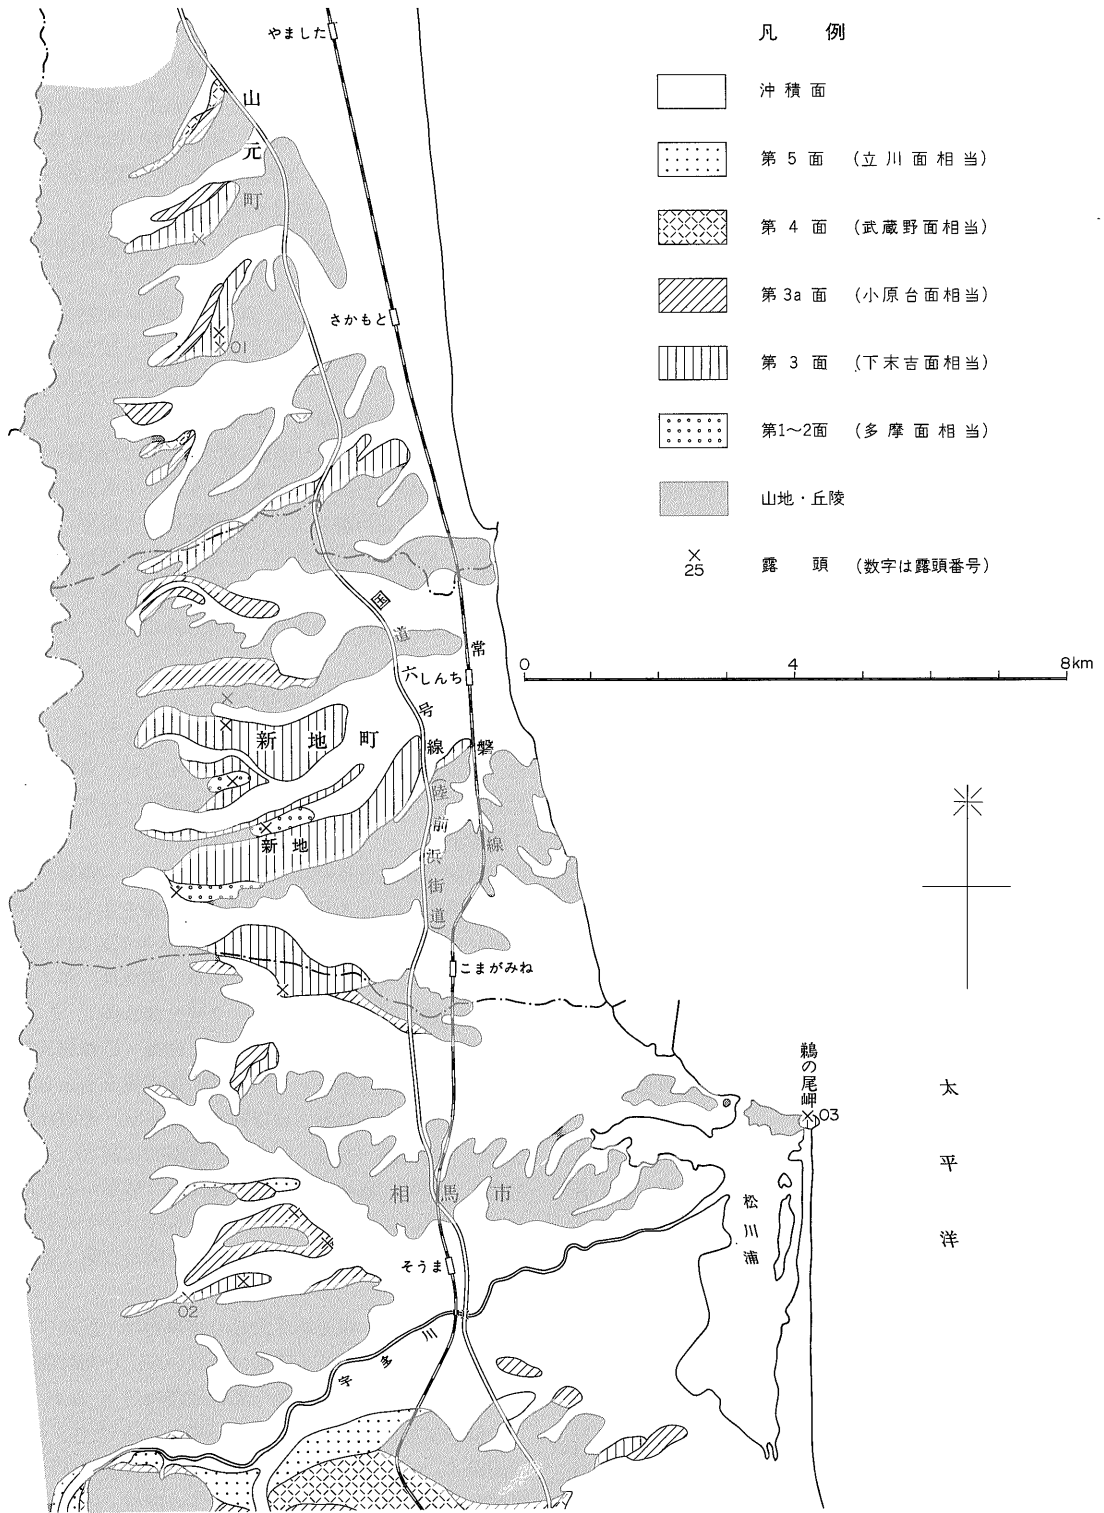 凡例
沖積面
第5面 (立川面相当)
第4面 (武蔵野面相当)
第3a面 (小原台面相当)
第3面 (下末吉面相当)
第1～2面 (多摩面相当)
山地・丘陵
25
露頭 (数字は露頭番号)
0 4 8km
やました
山元町
さかもと
01
国道六号線
(陸前浜街道)
しんち
常磐線
新地町
新地
こまがみね
鵜の尾岬
03
太平洋
相馬市
松川浦
そうま
02
宇多川